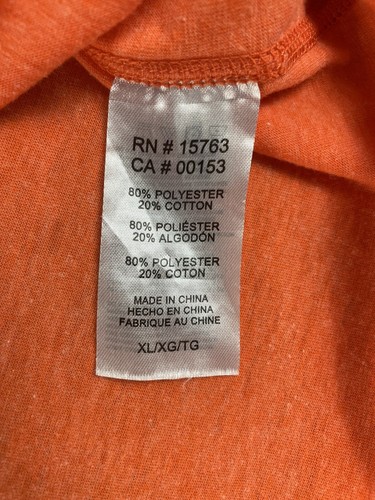 RN # 15763
CA # 00153
80% POLYESTER
20% COTTON
80% POLIÉSTER
20% ALGODÓN
80% POLYESTER
20% COTON
MADE IN CHINA
HECHO EN CHINA
FABRIQUE AU CHINE
XL/XG/TG